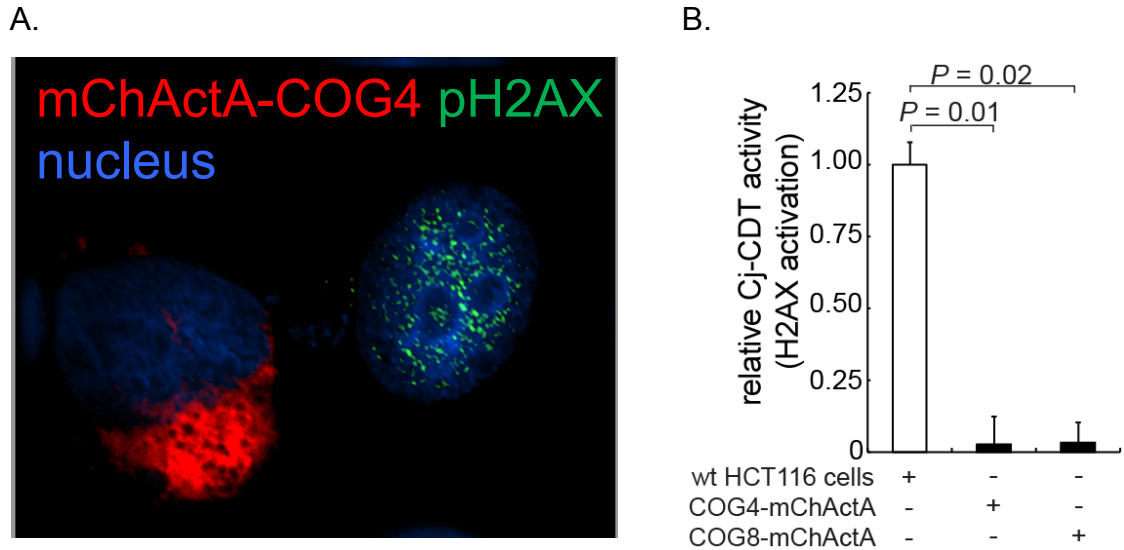 A.
mChActA-COG4 pH2AX
nucleus
B.
relative Cj-CDT activity
(H2AX activation)
P = 0.02
P = 0.01
1.25
1.00
0.75
0.50
0.25
0
wt HCT116 cells + - -
COG4-mChActA - + -
COG8-mChActA - - +